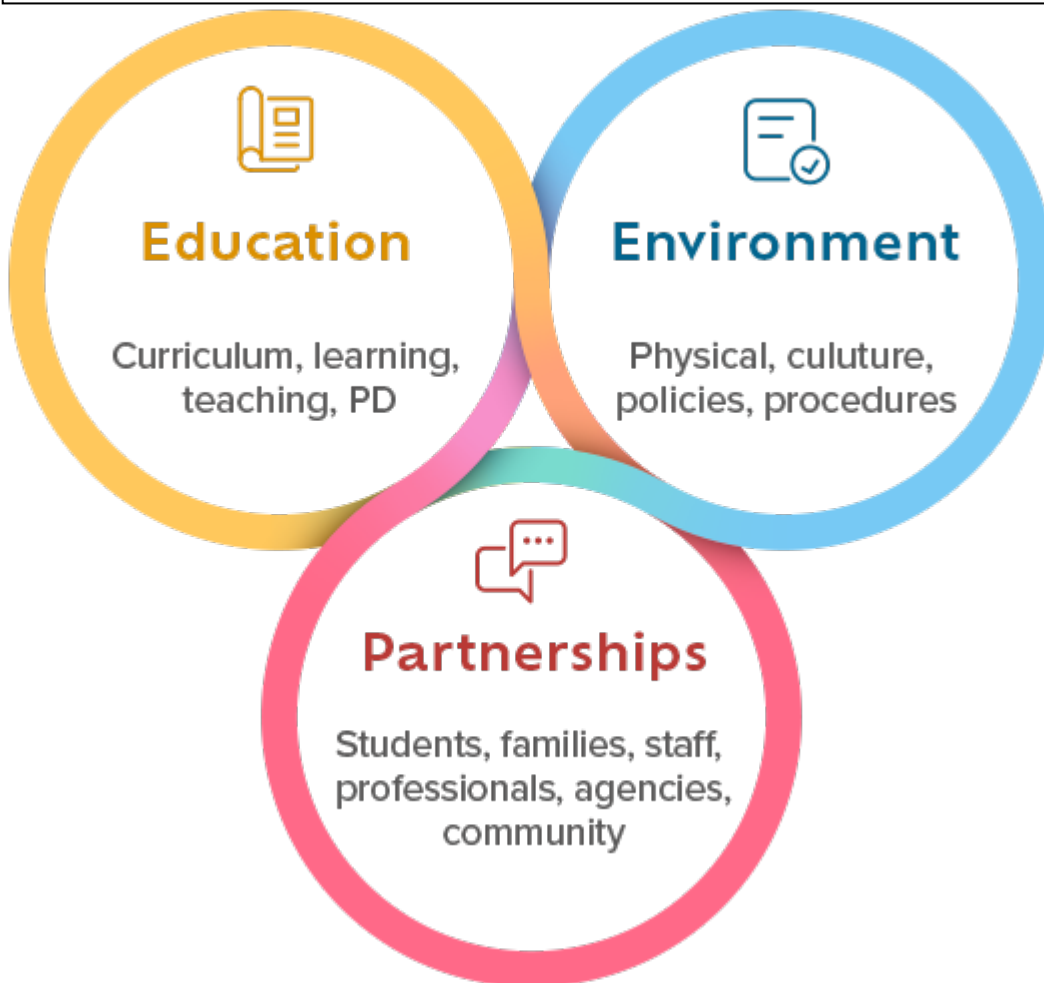 Education
Curriculum, learning,
teaching, PD
Environment
Physical, culuture,
policies, procedures
Partnerships
Students, families, staff,
professionals, agencies,
community